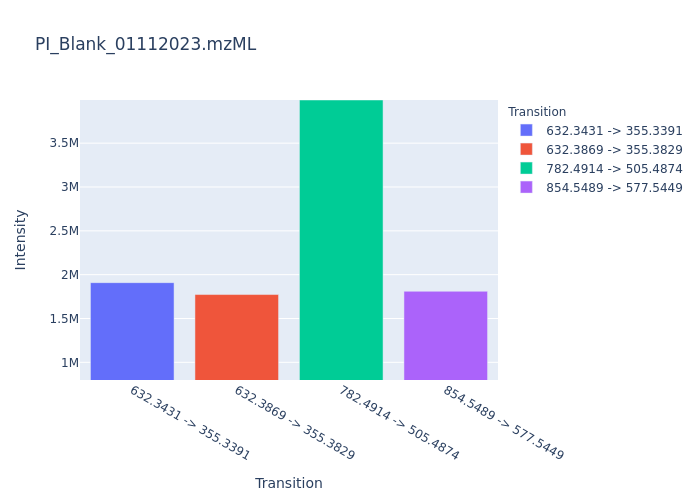 PI_Blank_01112023.mzML
Transition
632.3431 -> 355.3391
632.3869 -> 355.3829
782.4914 -> 505.4874
854.5489 -> 577.5449
Intensity
3.5M
3M
2.5M
2M
1.5M
1M
632.3431 -> 355.3391
632.3869 -> 355.3829
782.4914 -> 505.4874
854.5489 -> 577.5449
Transition